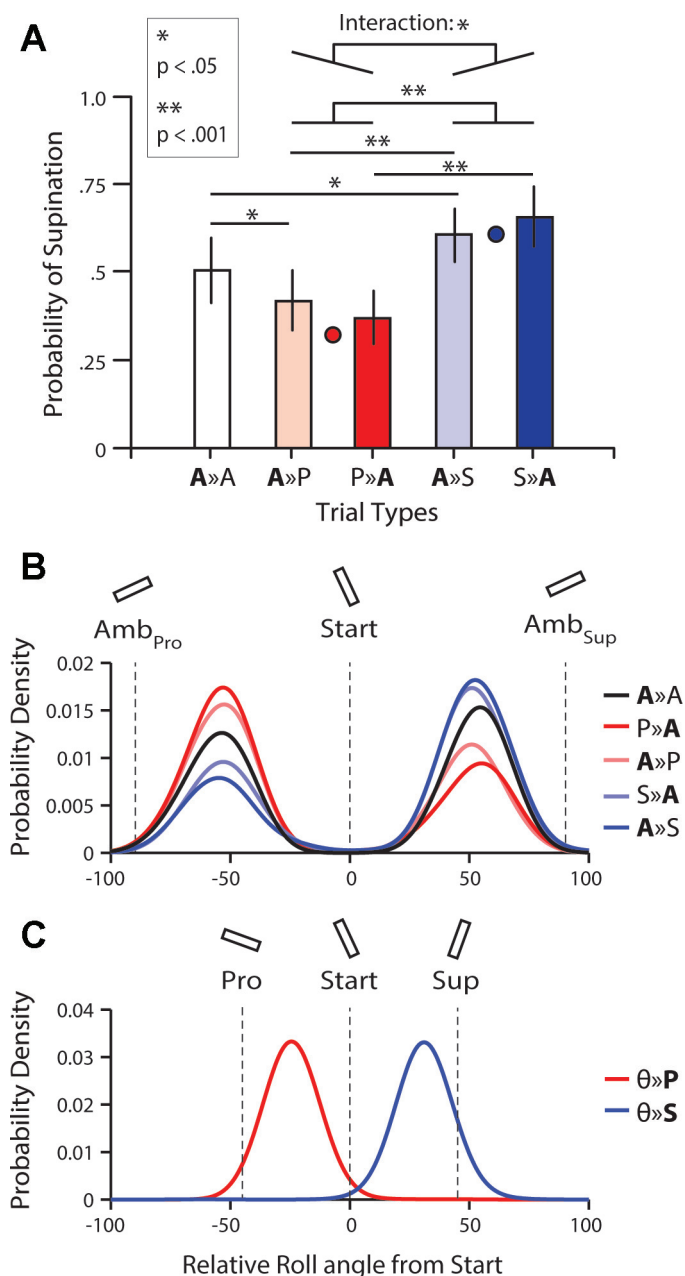 A
*
p < .05
**
p < .001
Interaction: *
**
**
**
*
*
1.0
.75
.5
.25
0
Probability of Supination
A»A A»P P»A A»S S»A
Trial Types
B
AmbPro Start AmbSup
0.02
0.015
0.01
0.005
0
Probability Density
-100 -50 0 50 100
A»A
P»A
A»P
S»A
A»S
C
Pro Start Sup
0.04
0.03
0.02
0.01
0
Probability Density
-100 -50 0 50 100
θ»P
θ»S
Relative Roll angle from Start